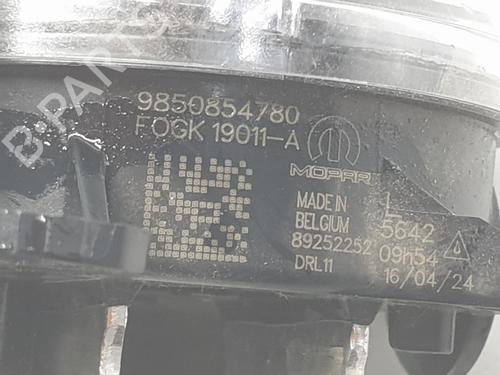 9850854780
FOGK 19011-A
MOPAR
MADE IN
BELGIUM
89252252
DRL11
L
5642
09h54
16/04/24
B-PARTS